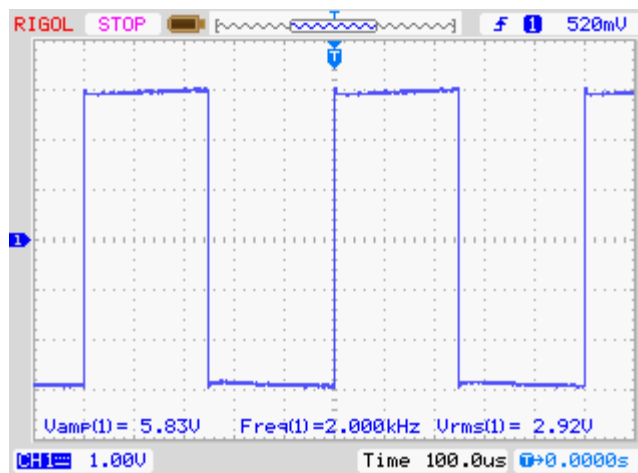 RIGOL STOP T 1 520mV
T
1
Vamp(1)= 5.83V Freq(1)=2.000kHz Vrms(1)= 2.92V
CH1 1.00V Time 100.0us T→0.0000s